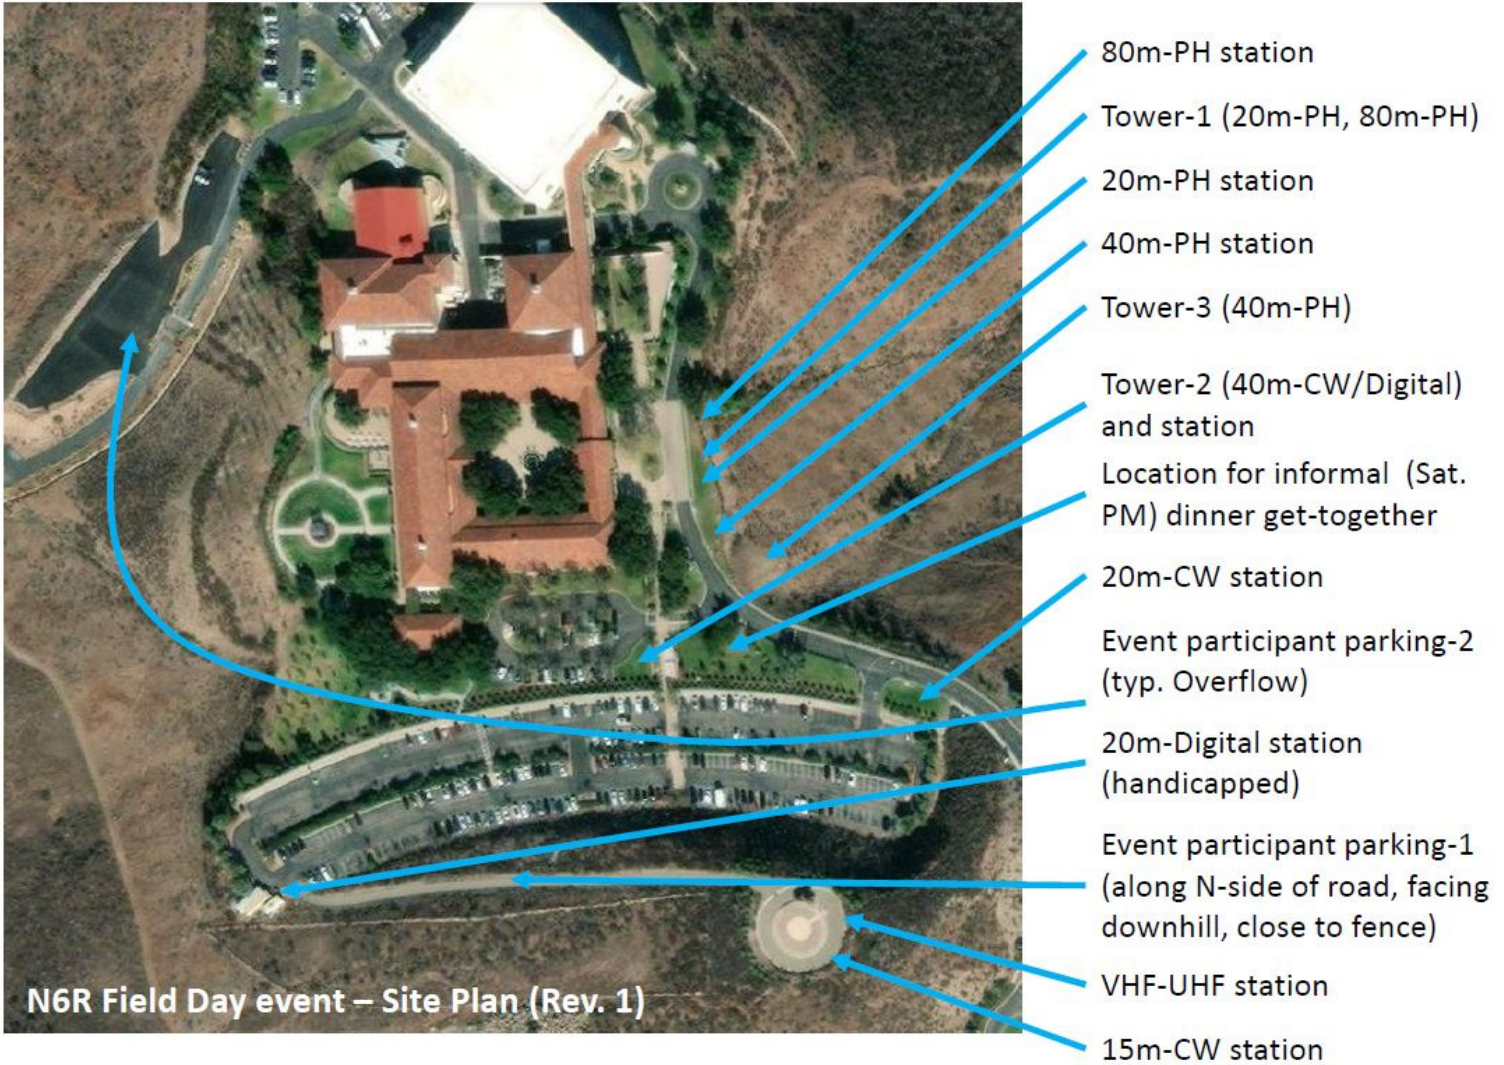 80m-PH station
Tower-1 (20m-PH, 80m-PH)
20m-PH station
40m-PH station
Tower-3 (40m-PH)
Tower-2 (40m-CW/Digital)
and station
Location for informal (Sat.
PM) dinner get-together
20m-CW station
Event participant parking-2
(typ. Overflow)
20m-Digital station
(handicapped)
Event participant parking-1
(along N-side of road, facing
downhill, close to fence)
VHF-UHF station
15m-CW station
N6R Field Day event – Site Plan (Rev. 1)